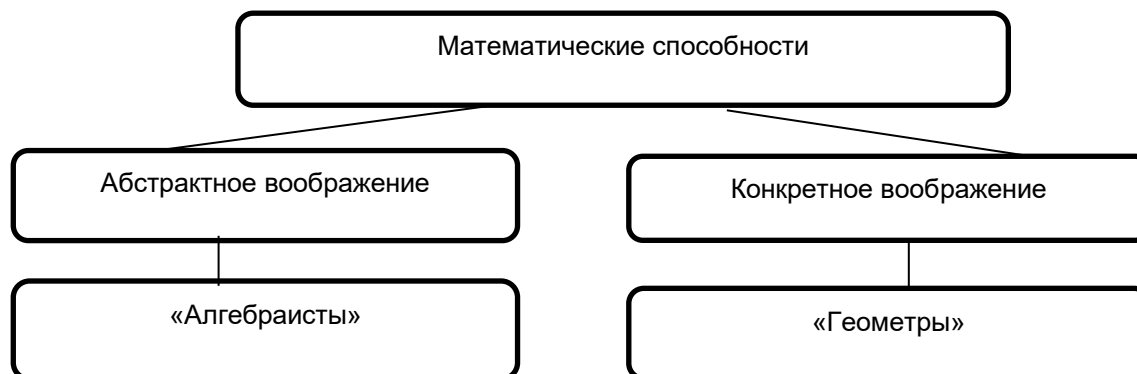 Математические способности
Абстрактное воображение
Конкретное воображение
«Алгебраисты»
«Геометры»